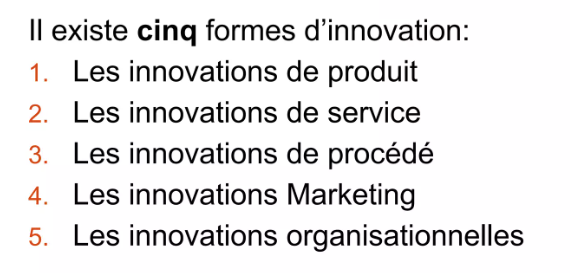 Il existe cinq formes d’innovation:
1. Les innovations de produit
2. Les innovations de service
3. Les innovations de procédé
4. Les innovations Marketing
5. Les innovations organisationnelles